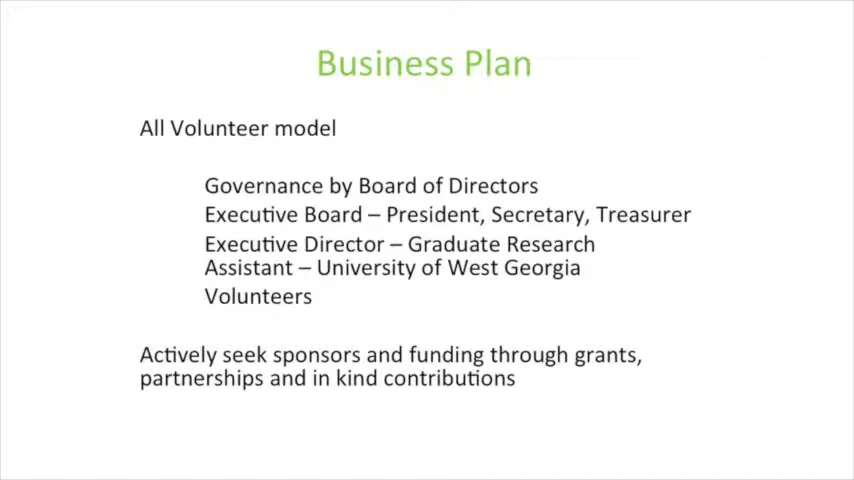 Business Plan
All Volunteer model
Governance by Board of Directors
Executive Board – President, Secretary, Treasurer
Executive Director – Graduate Research
Assistant – University of West Georgia
Volunteers
Actively seek sponsors and funding through grants,
partnerships and in kind contributions